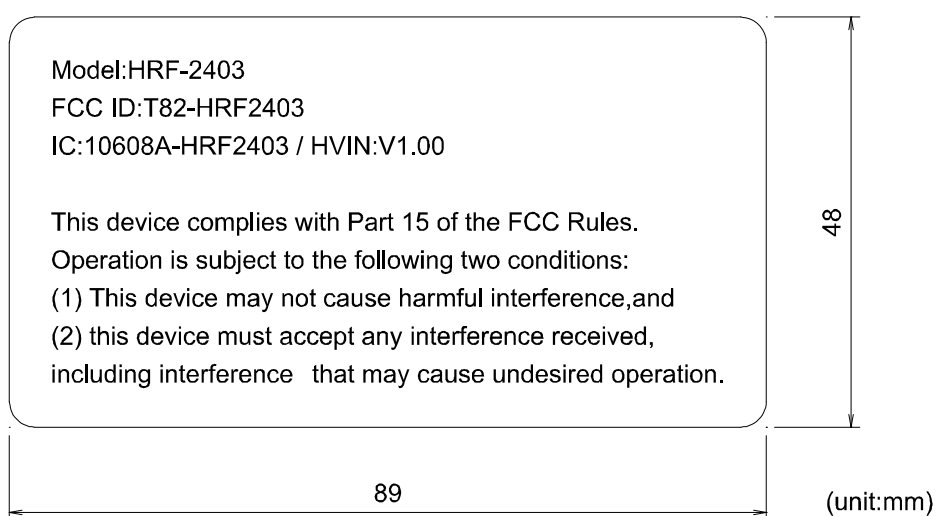 Model:HRF-2403
FCC ID:T82-HRF2403
IC:10608A-HRF2403 / HVIN:V1.00
This device complies with Part 15 of the FCC Rules.
Operation is subject to the following two conditions:
(1) This device may not cause harmful interference,and
(2) this device must accept any interference received,
including interference that may cause undesired operation.
48
89
(unit:mm)